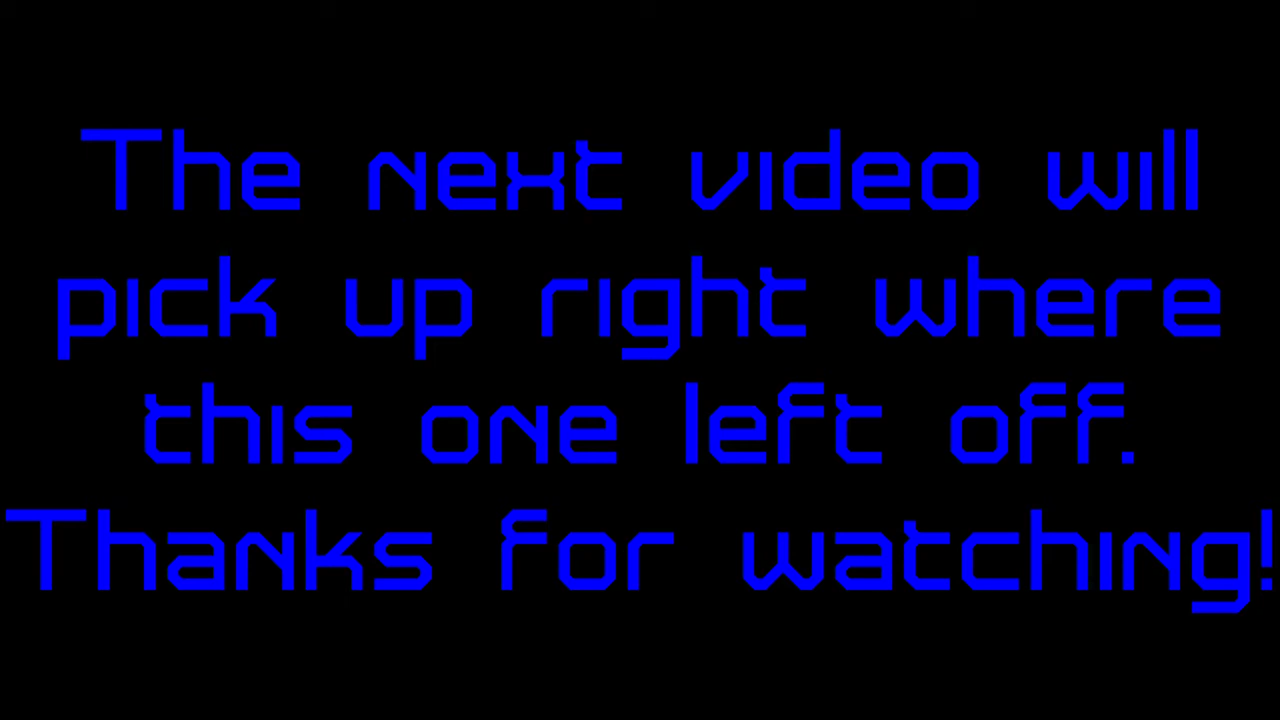 The next video will
pick up right where
this one left off.
Thanks for watching!